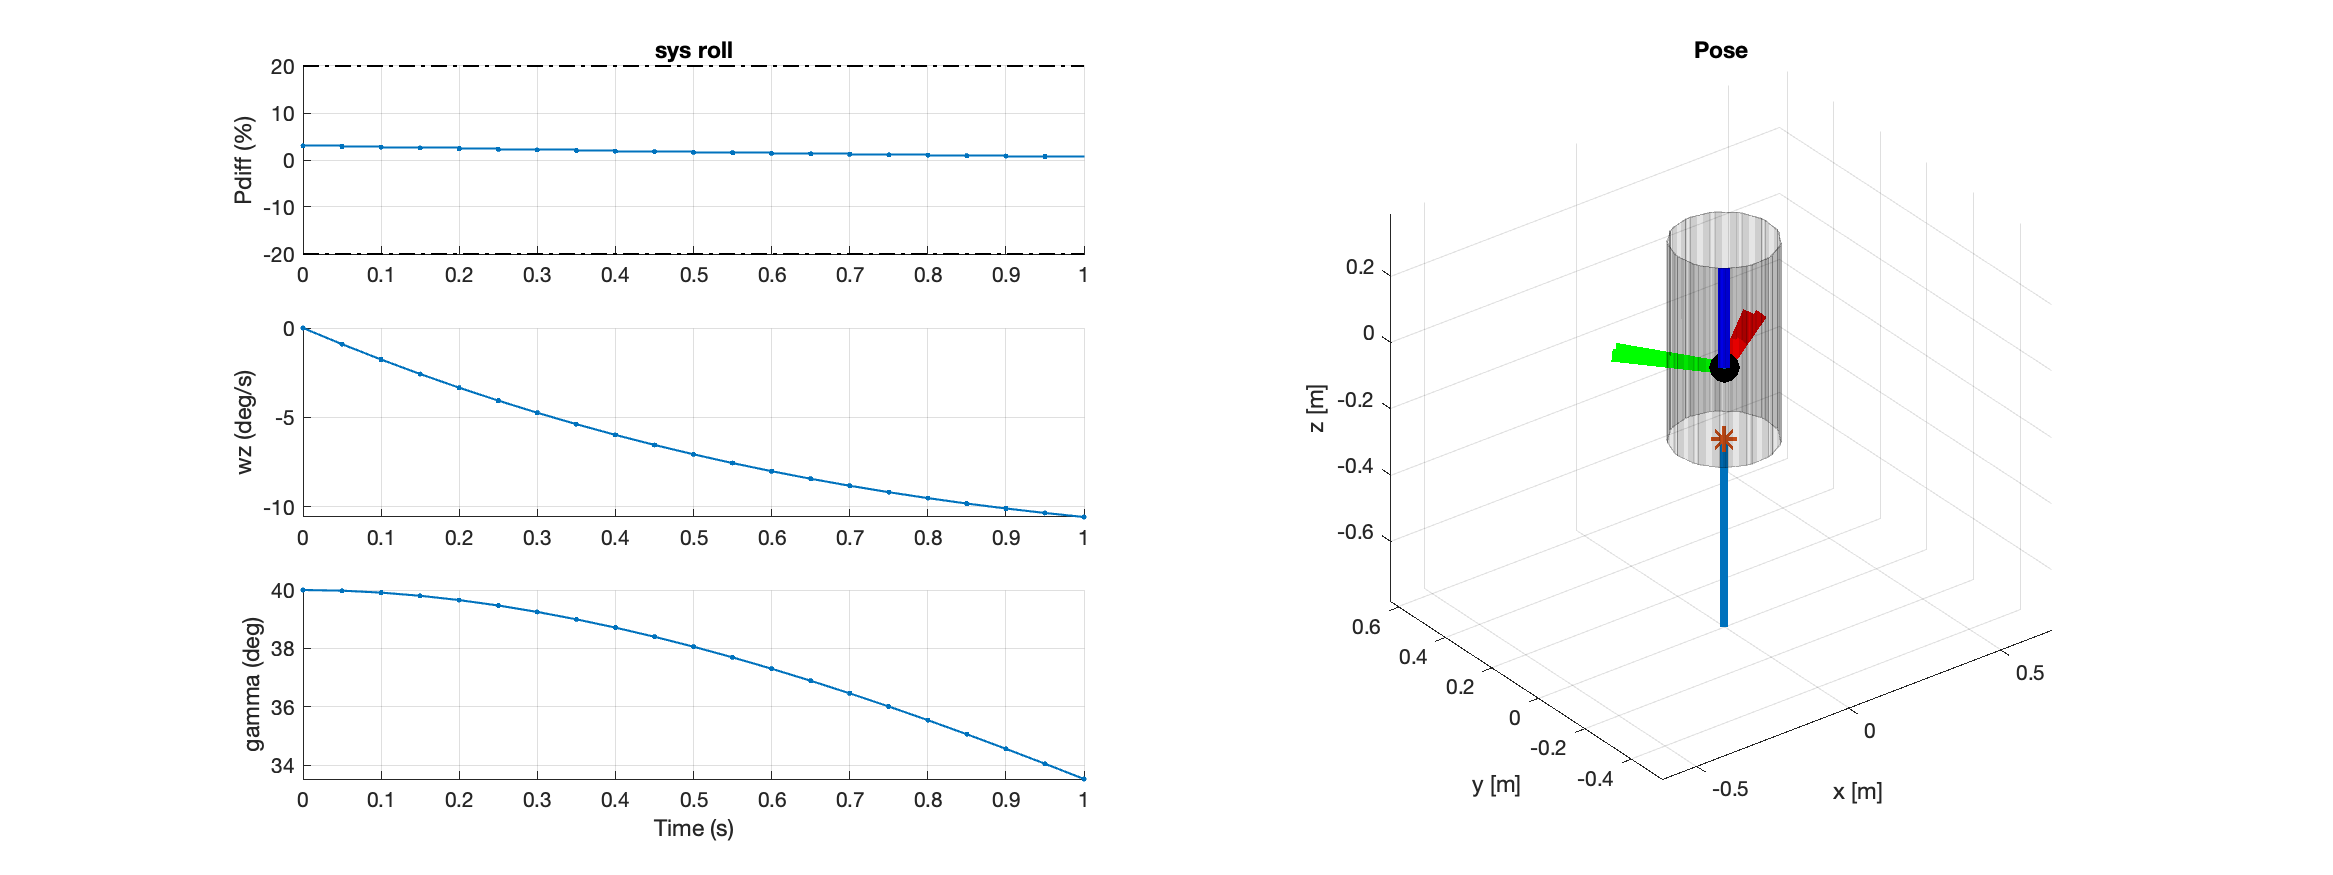 sys roll
20
10
0
-10
-20
Pdiff (%)
0 0.1 0.2 0.3 0.4 0.5 0.6 0.7 0.8 0.9 1
0
-5
-10
wz (deg/s)
0 0.1 0.2 0.3 0.4 0.5 0.6 0.7 0.8 0.9 1
40
38
36
34
gamma (deg)
0 0.1 0.2 0.3 0.4 0.5 0.6 0.7 0.8 0.9 1
Time (s)
Pose
0.2
0
-0.2
-0.4
-0.6
z [m]
0.6
0.4
0.2
0
-0.2
-0.4
y [m]
0.5
0
-0.5
x [m]